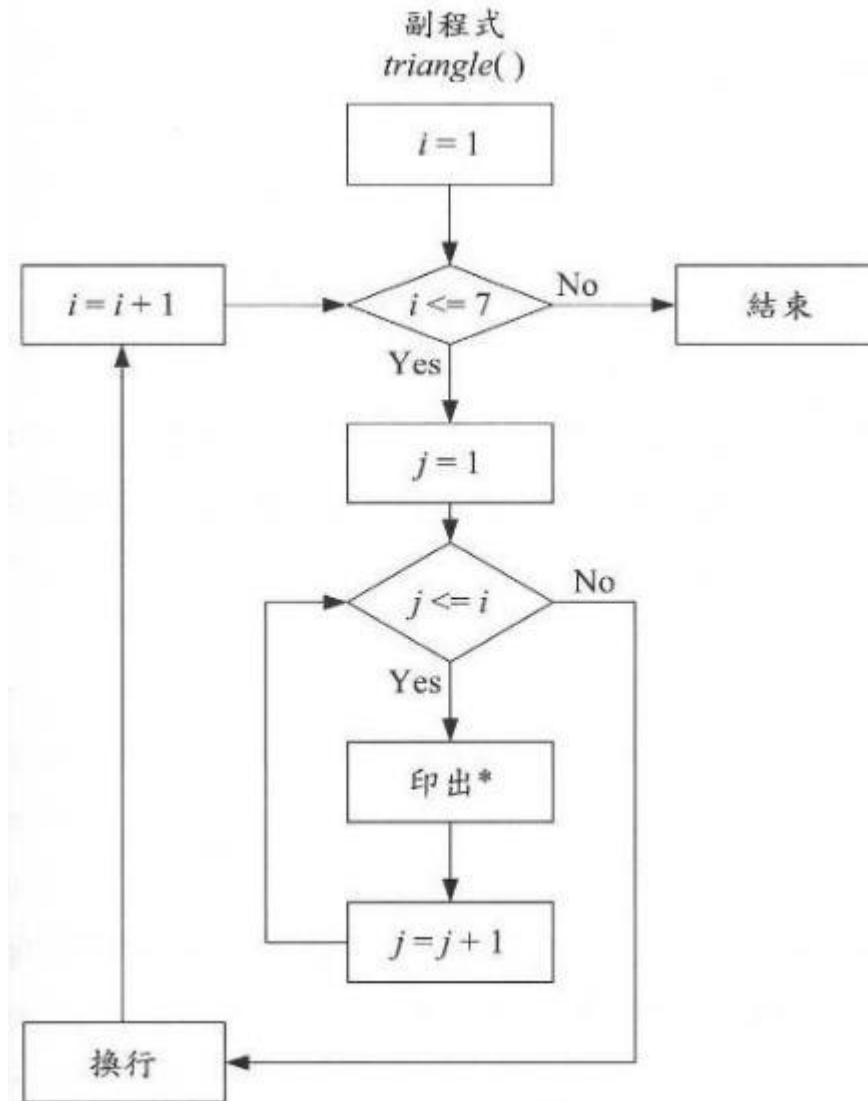 副程式
triangle( )
i = 1
i = i + 1
i <= 7
No
結束
Yes
j = 1
j <= i
No
Yes
印出*
j = j + 1
換行